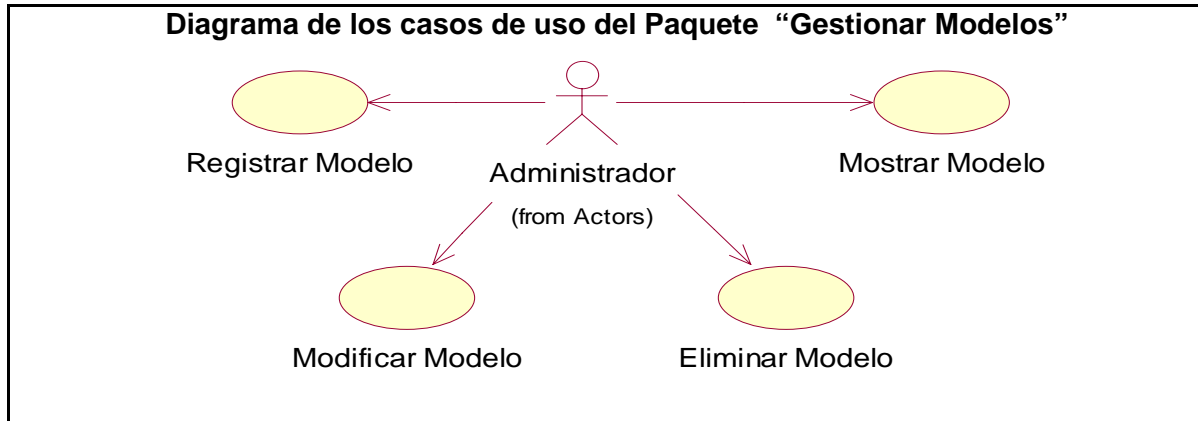 Diagrama de los casos de uso del Paquete “Gestionar Modelos”
Registrar Modelo
Administrador
(from Actors)
Mostrar Modelo
Modificar Modelo
Eliminar Modelo